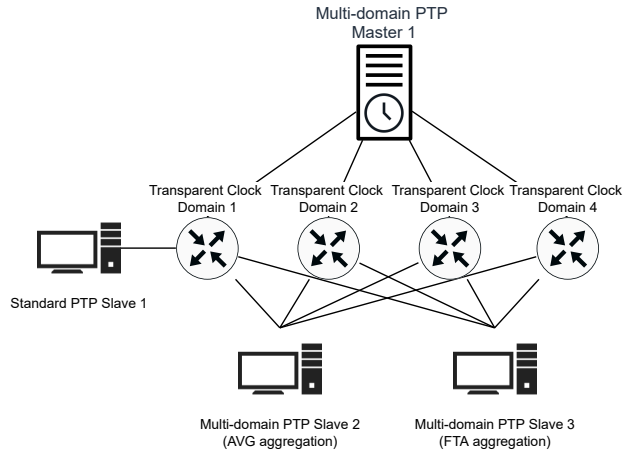 Multi-domain PTP
Master 1
Transparent Clock
Domain 1
Transparent Clock
Domain 2
Transparent Clock
Domain 3
Transparent Clock
Domain 4
Standard PTP Slave 1
Multi-domain PTP Slave 2
(AVG aggregation)
Multi-domain PTP Slave 3
(FTA aggregation)